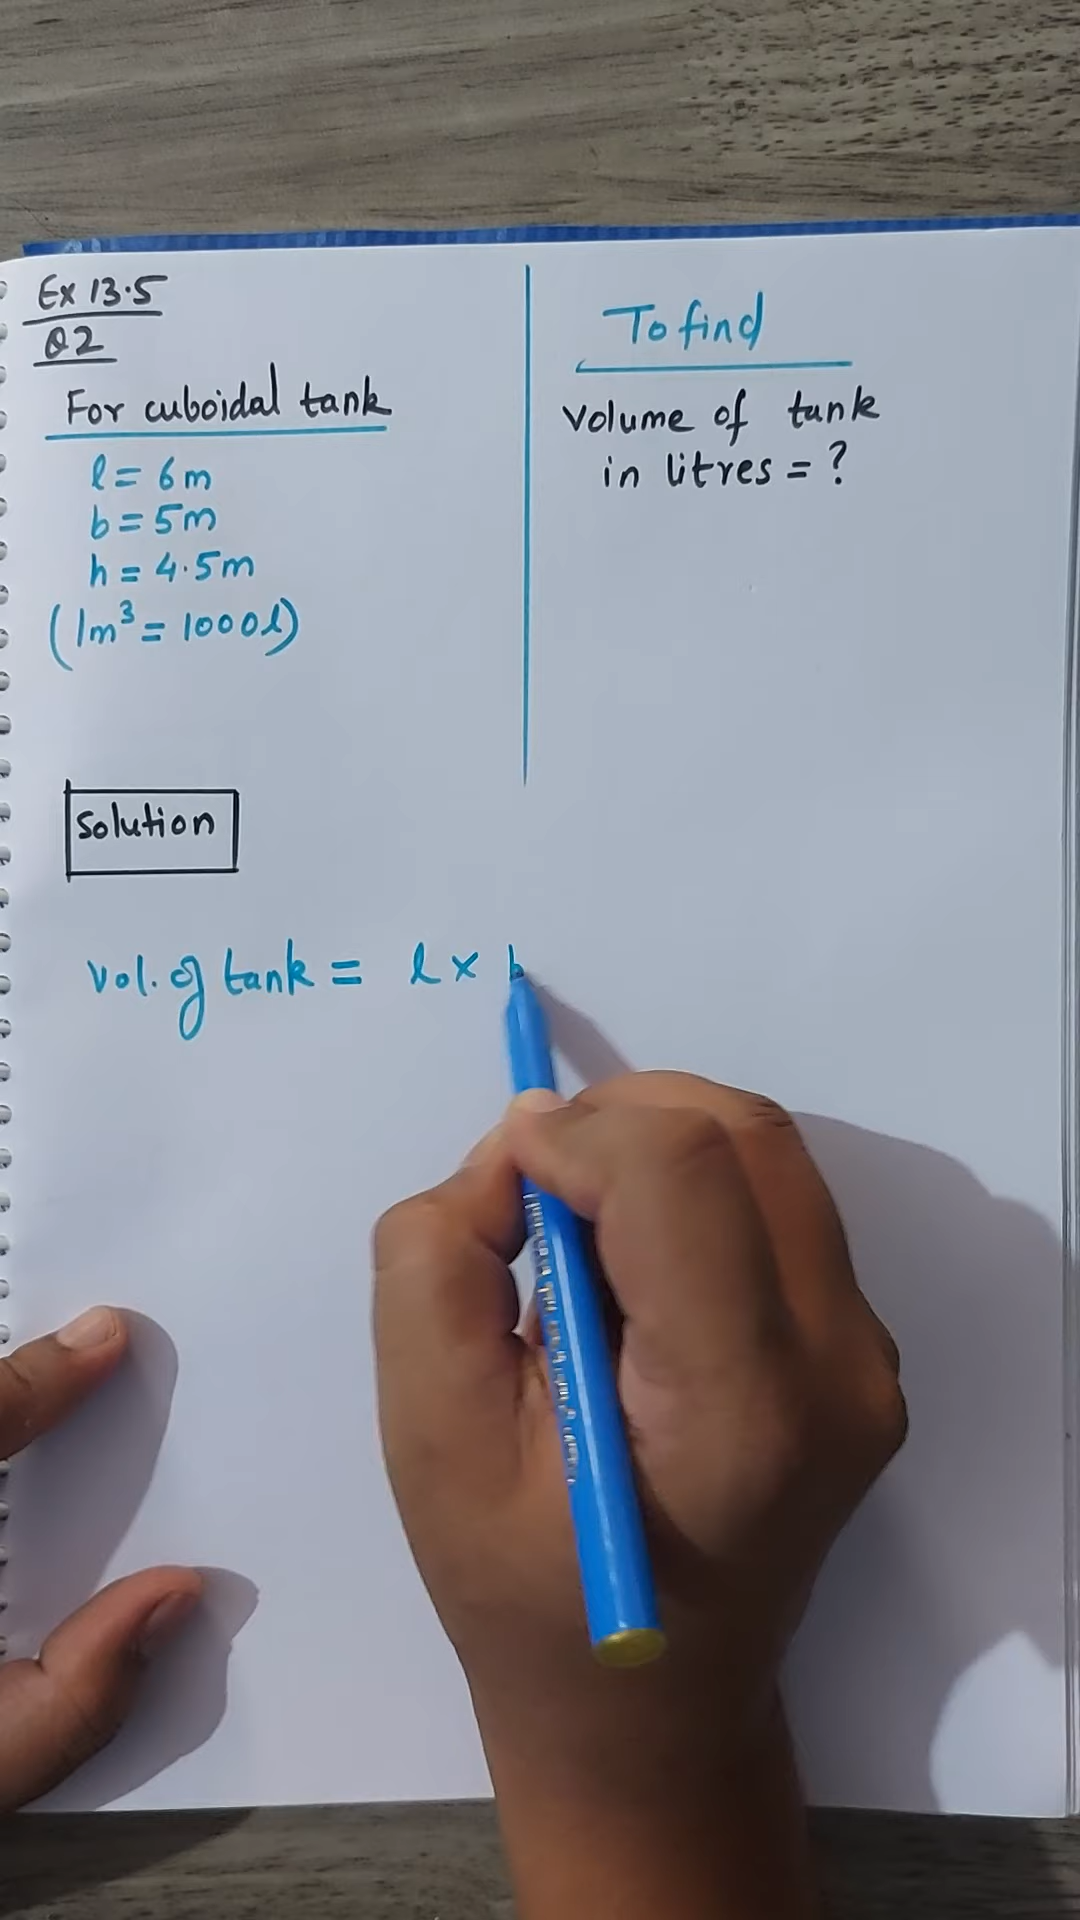 Ex 13.5
Q2
For cuboidal tank
l = 6m
b = 5m
h = 4.5m
(1m³ = 1000l)
To find
Volume of tank
in litres = ?
Solution
Vol. of tank = l × b